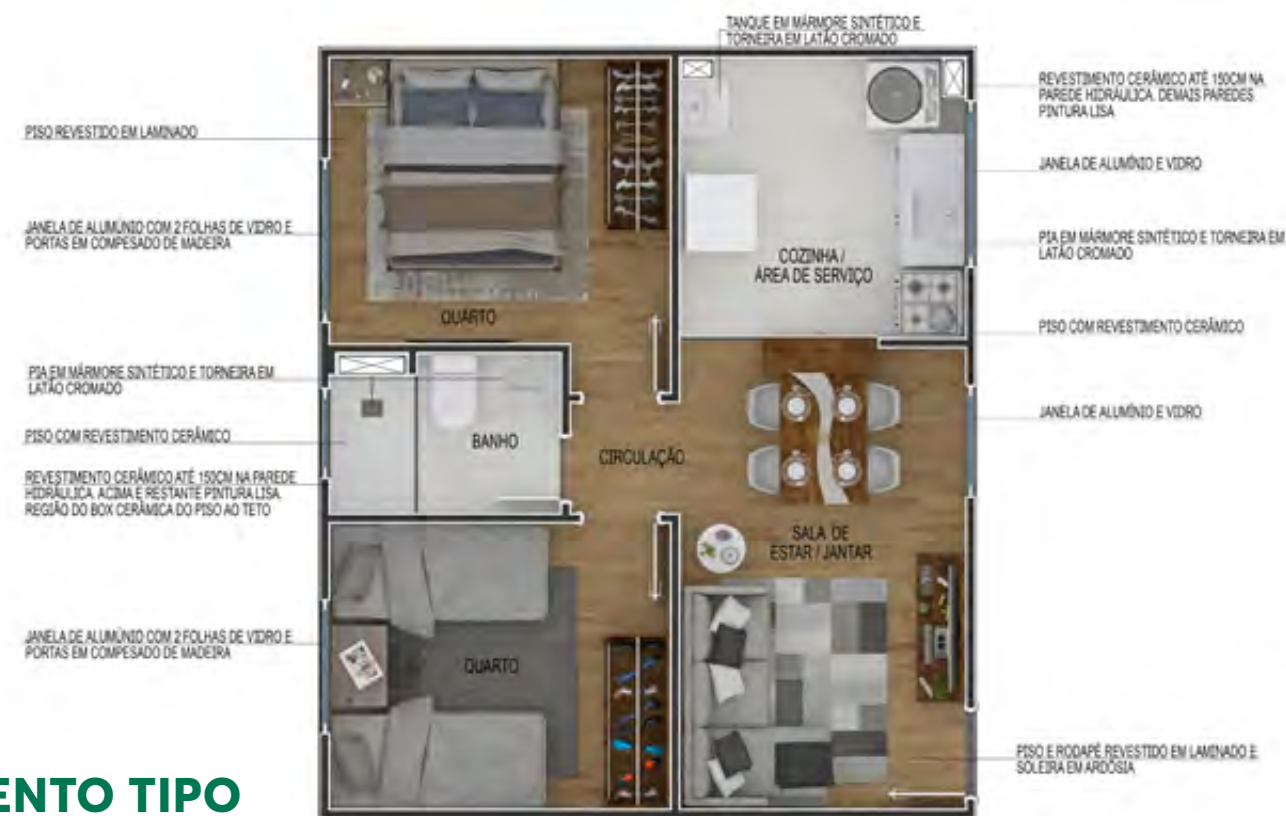 TANQUE EM MÁRMORE SINTÉTICO E
TORNEIRA EM LATÃO CROMADO
PISO REVESTIDO EM LAMINADO
JANELA DE ALUMÚNIO COM 2 FOLHAS DE VIDRO E
PORTAS EM COMPESADO DE MADEIRA
PIA EM MÁRMORE SINTÉTICO E TORNEIRA EM
LATÃO CROMADO
PISO COM REVESTIMENTO CERÂMICO
REVESTIMENTO CERÂMICO ATÉ 150CM NA PAREDE
HIDRÁULICA. ACIMA E RESTANTE PINTURA LISA.
REGIÃO DO BOX CERÂMICA DO PISO AO TETO
JANELA DE ALUMÚNIO COM 2 FOLHAS DE VIDRO E
PORTAS EM COMPESADO DE MADEIRA
QUARTO
COZINHA /
ÁREA DE SERVIÇO
BANHO
CIRCULAÇÃO
SALA DE
ESTAR / JANTAR
QUARTO
REVESTIMENTO CERÂMICO ATÉ 150CM NA
PAREDE HIDRÁULICA. DEMAIS PAREDES
PINTURA LISA
JANELA DE ALUMÍNIO E VIDRO
PIA EM MÁRMORE SINTÉTICO E TORNEIRA EM
LATÃO CROMADO
PISO COM REVESTIMENTO CERÂMICO
JANELA DE ALUMÍNIO E VIDRO
PISO E RODAPÉ REVESTIDO EM LAMINADO E
SOLEIRA EM ARDÓSIA
ENTO TIPO